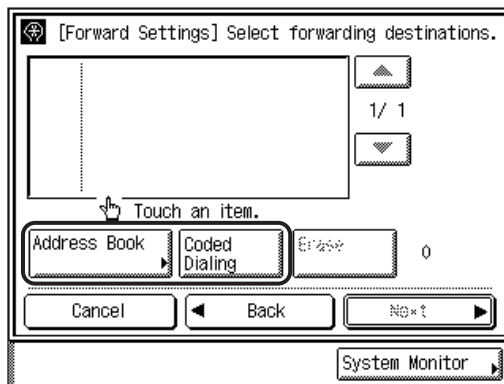 [Forward Settings] Select forwarding destinations.
1/ 1
Touch an item.
Address Book
Coded
Dialing
Erase
0
Cancel
Back
Next
System Monitor